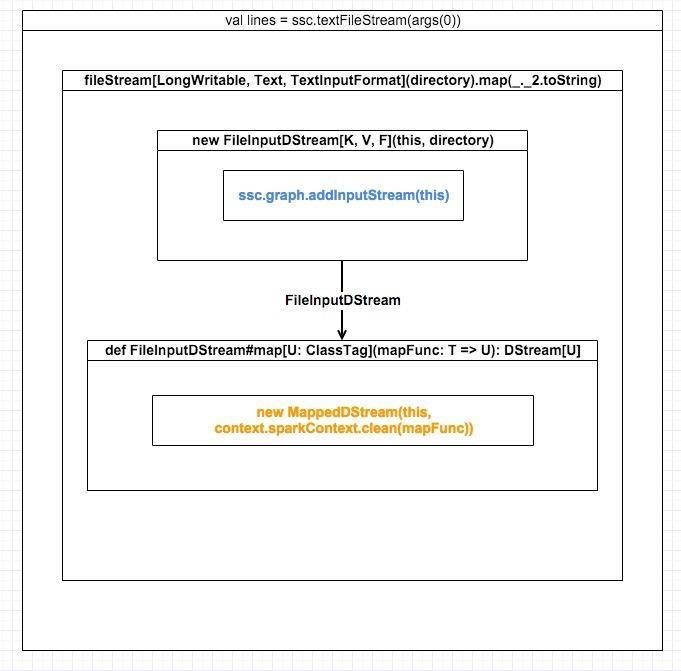 val lines = ssc.textFileStream(args(0))
fileStream[LongWritable, Text, TextInputFormat](directory).map(_._2.toString)
new FileInputDStream[K, V, F](this, directory)
ssc.graph.addInputStream(this)
FileInputDStream
def FileInputDStream#map[U: ClassTag](mapFunc: T => U): DStream[U]
new MappedDStream(this,
context.sparkContext.clean(mapFunc))